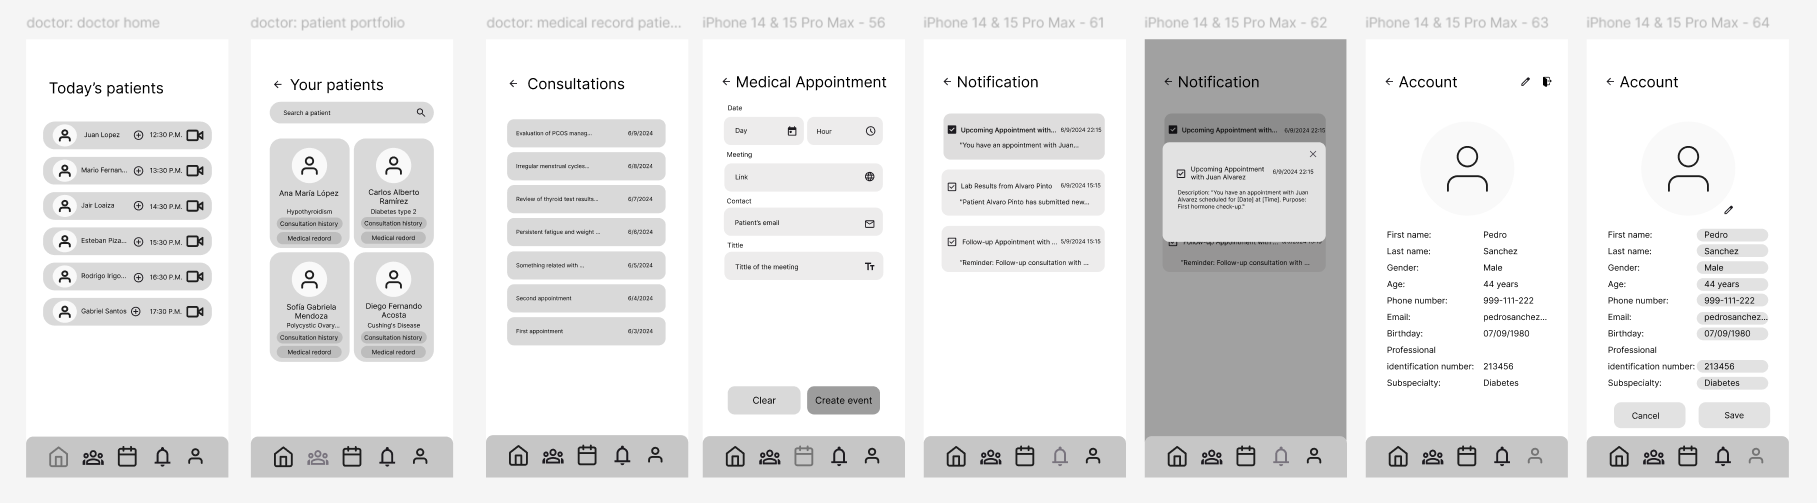 doctor: doctor home
Today's patients
Juan Lopez 12:30 P.M.
Mario Fernan... 13:30 P.M.
Jair Loaiza 14:30 P.M.
Esteban Piza... 15:30 P.M.
Rodrigo Irigo... 16:30 P.M.
Gabriel Santos 17:30 P.M.
doctor: patient portfolio
Your patients
Search a patient
Ana María López
Hypothyroidism
Consultation history
Medical redord
Carlos Alberto
Ramírez
Diabetes type 2
Consultation history
Medical redord
Sofía Gabriela
Mendoza
Polycystic Ovary...
Consultation history
Medical redord
Diego Fernando
Acosta
Cushing's Disease
Consultation history
Medical redord
doctor: medical record patie...
Consultations
Evaluation of PCOS manag... 6/9/2024
Irregular menstrual cycles... 6/8/2024
Review of thyroid test results... 6/7/2024
Persistent fatigue and weight ... 6/6/2024
Something related with ... 6/5/2024
Second appointment 6/4/2024
First appointment 6/3/2024
iPhone 14 & 15 Pro Max - 56
Medical Appointment
Date
Day
Hour
Meeting
Link
Contact
Patient's email
Tittle
Tittle of the meeting
Tт
Clear
Create event
iPhone 14 & 15 Pro Max - 61
Notification
Upcoming Appointment with... 6/9/2024 22:15
"You have an appointment with Juan...
Lab Results from Alvaro Pinto 6/9/2024 15:15
"Patient Alvaro Pinto has submitted new...
Follow-up Appointment with ... 5/9/2024 15:15
"Reminder: Follow-up consultation with ...
iPhone 14 & 15 Pro Max - 62
Notification
Upcoming Appointment with... 6/9/2024 22:15
Upcoming Appointment
with Juan Alvarez
6/9/2024 22:15
Description: "You have an appointment with Juan
Alvarez scheduled for [Date] at [Time]. Purpose:
First hormone check-up."
Follow-up Appointment with ...
"Reminder: Follow-up consultation with ...
iPhone 14 & 15 Pro Max - 63
Account
First name: Pedro
Last name: Sanchez
Gender: Male
Age: 44 years
Phone number: 999-111-222
Email: pedrosanchez...
Birthday: 07/09/1980
Professional
identification number: 213456
Subspecialty: Diabetes
iPhone 14 & 15 Pro Max - 64
Account
First name: Pedro
Last name: Sanchez
Gender: Male
Age: 44 years
Phone number: 999-111-222
Email: pedrosanchez...
Birthday: 07/09/1980
Professional
identification number: 213456
Subspecialty: Diabetes
Cancel
Save